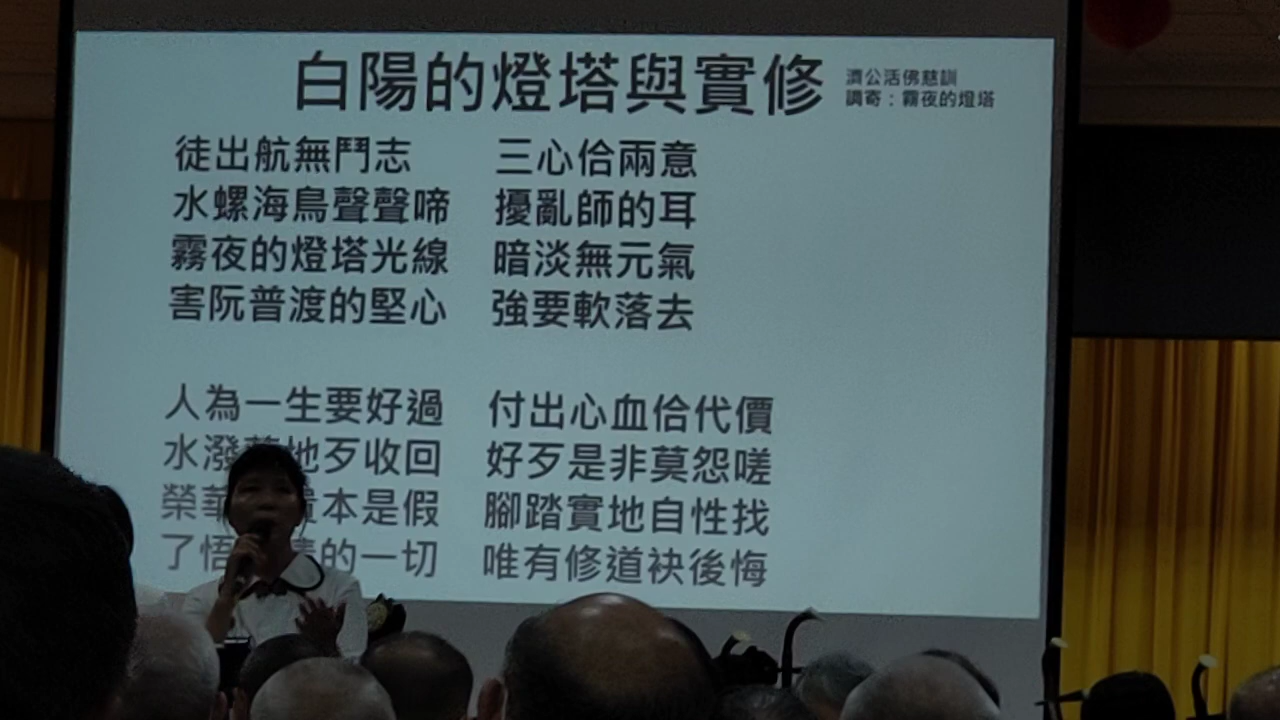 白陽的燈塔與實修
濟公活佛慈訓
調寄：霧夜的燈塔
徒出航無鬥志 三心佮兩意
水螺海鳥聲聲啼 擾亂師的耳
霧夜的燈塔光線 暗淡無元氣
害阮普渡的堅心 強要軟落去
人為一生要好過 付出心血佮代價
水潑 地歹收回 好歹是非莫怨嗟
榮華 貴本是假 腳踏實地自性找
了悟 的一切 唯有修道袂後悔